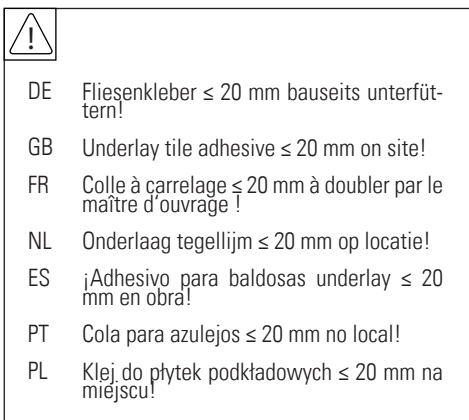 DE Fliesenkleber ≤ 20 mm bauseits unterfüt-
tern!
GB Underlay tile adhesive ≤ 20 mm on site!
FR Colle à carrelage ≤ 20 mm à doubler par le
maître d'ouvrage !
NL Onderlaag tegellijm ≤ 20 mm op locatie!
ES ¡Adhesivo para baldosas underlay ≤ 20
mm en obra!
PT Cola para azulejos ≤ 20 mm no local!
PL Klej do płytek podkładowych ≤ 20 mm na
miejscu!